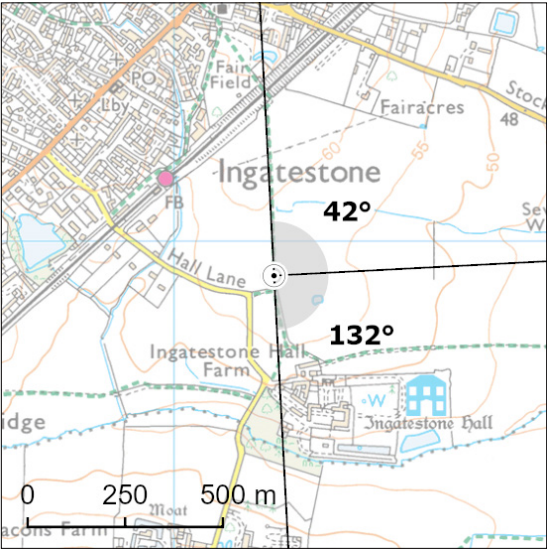 PO
Lby
Fair
Field
Stock
48
Fairacres
60
55
50
Ingatestone
FB
42°
Hall Lane
132°
Ingatestone Hall
Farm
W
Ingatestone Hall
idge
0 250 500 m
Moat
acons Farm